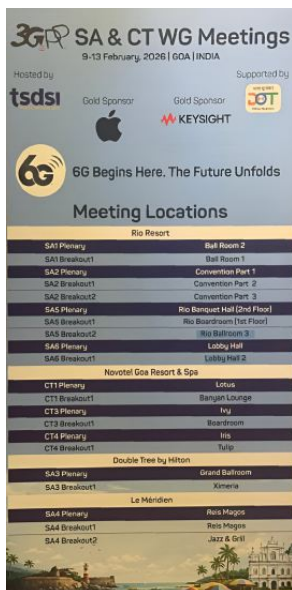 3GPP SA & CT WG Meetings
9-13 February, 2026 | GOA | INDIA
Hosted by
Supported by
tsdsi
Gold Sponsor
Gold Sponsor
DOT
KEYSIGHT
6G
6G Begins Here. The Future Unfolds
Meeting Locations
Rio Resort
SA1 Plenary Ball Room 2
SA1 Breakout1 Ball Room 1
SA2 Plenary Convention Part 1
SA2 Breakout1 Convention Part 2
SA2 Breakout2 Convention Part 3
SA5 Plenary Rio Banquet Hall (2nd Floor)
SA5 Breakout1 Rio Boardroom (1st Floor)
SA5 Breakout2 Rio Ballroom 3
SA6 Plenary Lobby Hall
SA6 Breakout1 Lobby Hall 2
Novotel Goa Resort & Spa
CT1 Plenary Lotus
CT1 Breakout1 Banyan Lounge
CT3 Plenary Ivy
CT3 Breakout1 Boardroom
CT4 Plenary Iris
CT4 Breakout1 Tulip
Double Tree by Hilton
SA3 Plenary Grand Ballroom
SA3 Breakout1 Ximeria
Le Méridien
SA4 Plenary Reis Magos
SA4 Breakout1 Reis Magos
SA4 Breakout2 Jazz & Grill